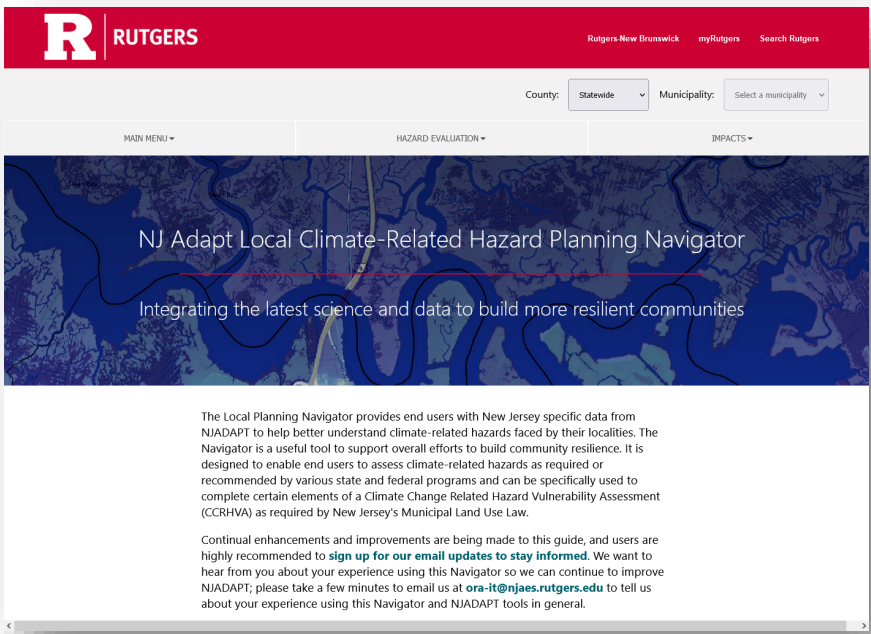 R RUTGERS
Rutgers-New Brunswick myRutgers Search Rutgers
County: Statewide Municipality: Select a municipality
MAIN MENU HAZARD EVALUATION IMPACTS
NJ Adapt Local Climate-Related Hazard Planning Navigator
Integrating the latest science and data to build more resilient communities
The Local Planning Navigator provides end users with New Jersey specific data from
NJADAPT to help better understand climate-related hazards faced by their localities. The
Navigator is a useful tool to support overall efforts to build community resilience. It is
designed to enable end users to assess climate-related hazards as required or
recommended by various state and federal programs and can be specifically used to
complete certain elements of a Climate Change Related Hazard Vulnerability Assessment
(CCRHVA) as required by New Jersey's Municipal Land Use Law.
Continual enhancements and improvements are being made to this guide, and users are
highly recommended to sign up for our email updates to stay informed. We want to
hear from you about your experience using this Navigator so we can continue to improve
NJADAPT; please take a few minutes to email us at ora-it@njaes.rutgers.edu to tell us
about your experience using this Navigator and NJADAPT tools in general.